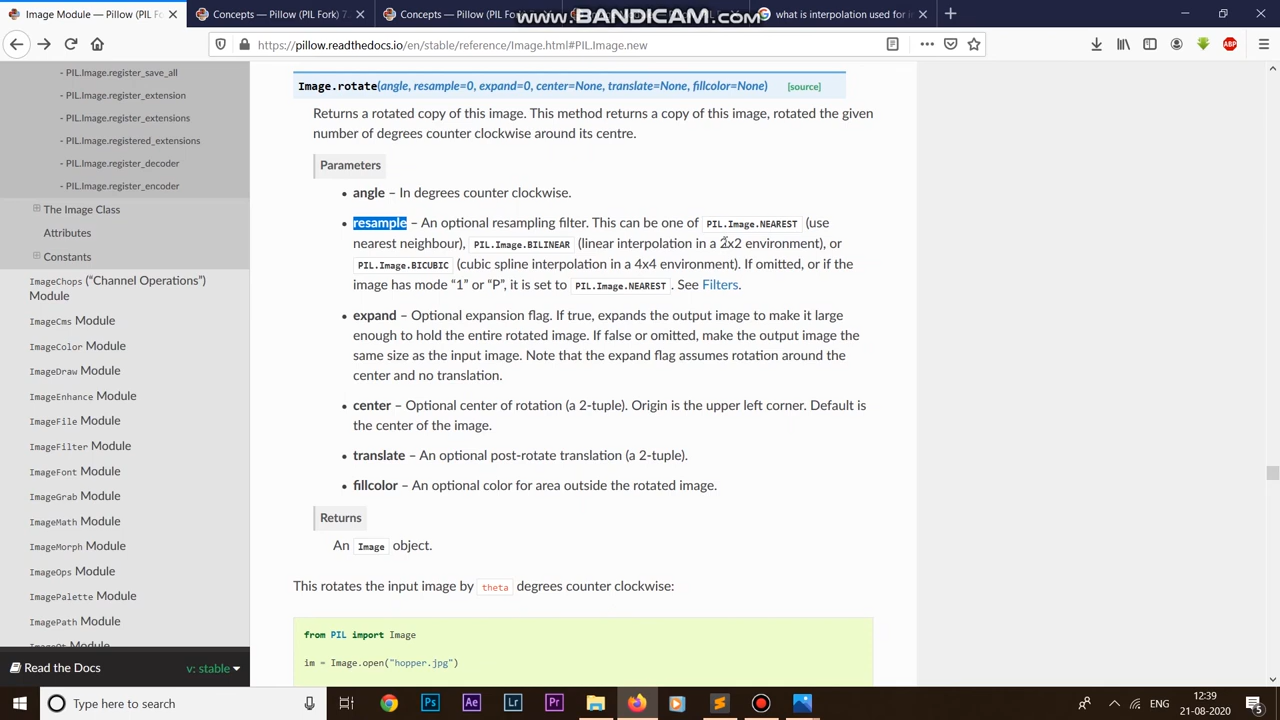 Image Module — Pillow (PIL Fork)
Concepts — Pillow (PIL Fork) 7.
Concepts — Pillow (PIL Fo
www.BANDICAM.com
what is interpolation used for i
https://pillow.readthedocs.io/en/stable/reference/Image.html#PIL.Image.new
ABP
- PIL.Image.register_save_all
- PIL.Image.register_extension
- PIL.Image.register_extensions
- PIL.Image.registered_extensions
- PIL.Image.register_decoder
- PIL.Image.register_encoder
The Image Class
Attributes
Constants
ImageChops (“Channel Operations”)
Module
ImageCms Module
ImageColor Module
ImageDraw Module
ImageEnhance Module
ImageFile Module
ImageFilter Module
ImageFont Module
ImageGrab Module
ImageMath Module
ImageMorph Module
ImageOps Module
ImagePalette Module
ImagePath Module
Read the Docs
v: stable
Image.rotate(angle, resample=0, expand=0, center=None, translate=None, fillcolor=None) [source]
Returns a rotated copy of this image. This method returns a copy of this image, rotated the given
number of degrees counter clockwise around its centre.
Parameters
• angle – In degrees counter clockwise.
• resample – An optional resampling filter. This can be one of PIL.Image.NEAREST (use
nearest neighbour), PIL.Image.BILINEAR (linear interpolation in a 2x2 environment), or
PIL.Image.BICUBIC (cubic spline interpolation in a 4x4 environment). If omitted, or if the
image has mode “1” or “P”, it is set to PIL.Image.NEAREST. See Filters.
• expand – Optional expansion flag. If true, expands the output image to make it large
enough to hold the entire rotated image. If false or omitted, make the output image the
same size as the input image. Note that the expand flag assumes rotation around the
center and no translation.
• center – Optional center of rotation (a 2-tuple). Origin is the upper left corner. Default is
the center of the image.
• translate – An optional post-rotate translation (a 2-tuple).
• fillcolor – An optional color for area outside the rotated image.
Returns
An Image object.
This rotates the input image by theta degrees counter clockwise:
from PIL import Image
im = Image.open("hopper.jpg")
Type here to search
Ps
Ae
Lr
Pr
ENG
12:39
21-08-2020
5